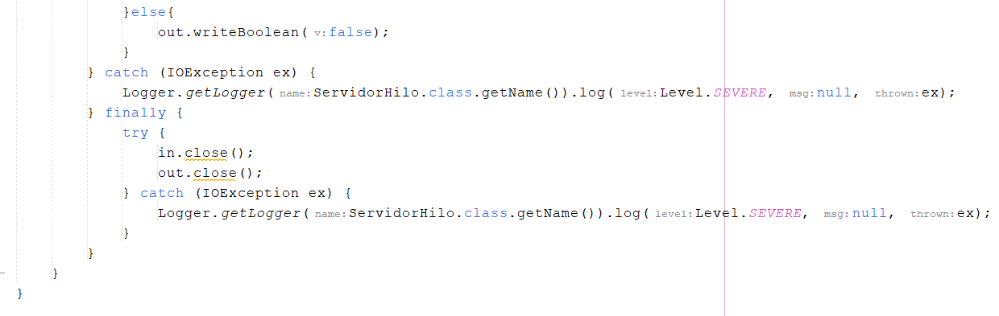 }else{
out.writeBoolean( v: false);
}
} catch (IOException ex) {
Logger.getLogger( name: ServidorHilo.class.getName()).log( level: Level.SEVERE, msg: null, thrown: ex);
} finally {
try {
in.close();
out.close();
} catch (IOException ex) {
Logger.getLogger( name: ServidorHilo.class.getName()).log( level: Level.SEVERE, msg: null, thrown: ex);
}
}
}
}